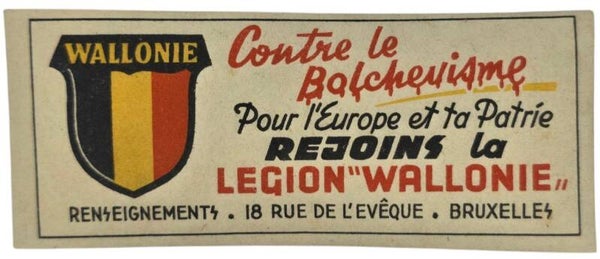 WALLONIE
Contre le
Bolchevisme
Pour l'Europe et ta Patrie
REJOINS la
LEGION "WALLONIE"
RENSEIGNEMENTS . 18 RUE DE L'EVÊQUE . BRUXELLES